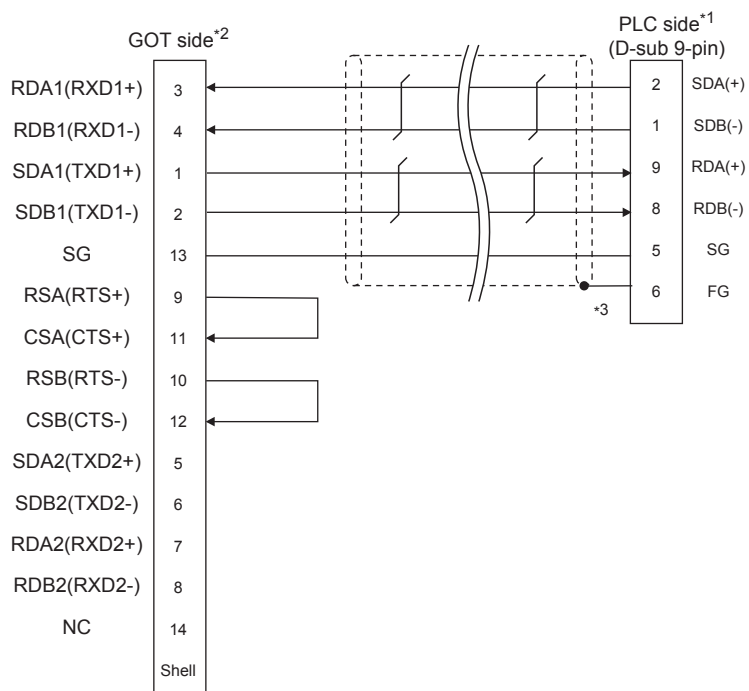 GOT side*2
PLC side*1
(D-sub 9-pin)
RDA1(RXD1+) 3 2 SDA(+)
RDB1(RXD1-) 4 1 SDB(-)
SDA1(TXD1+) 1 9 RDA(+)
SDB1(TXD1-) 2 8 RDB(-)
SG 13 5 SG
RSA(RTS+) 9 6 FG
*3
CSA(CTS+) 11
RSB(RTS-) 10
CSB(CTS-) 12
SDA2(TXD2+) 5
SDB2(TXD2-) 6
RDA2(RXD2+) 7
RDB2(RXD2-) 8
NC 14
Shell